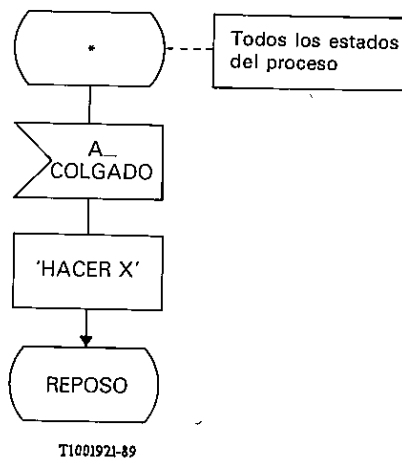 *
Todos los estados
del proceso
A_
COLGADO
'HACER X'
REPOSO
T1001921-89